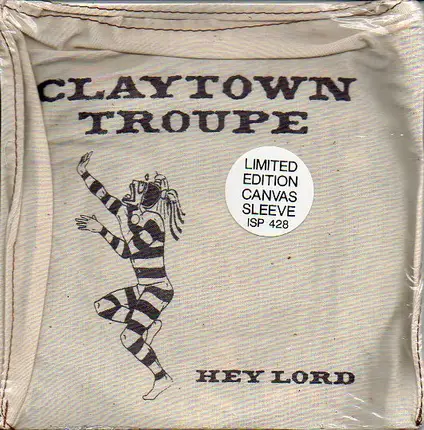 CLAYTOWN
TROUPE
LIMITED
EDITION
CANVAS
SLEEVE
ISP 428
HEY LORD